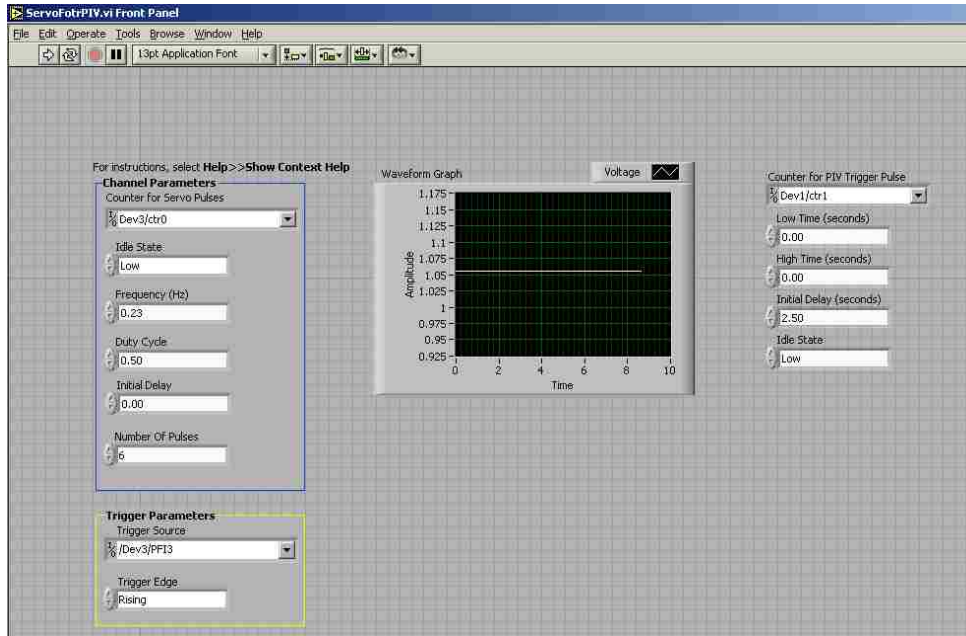 ServoFotrPIV.vi Front Panel
File Edit Operate Tools Browse Window Help
13pt Application Font
For instructions, select Help>>Show Context Help
Channel Parameters
Counter for Servo Pulses
Dev3/ctr0
Idle State
Low
Frequency (Hz)
0.23
Duty Cycle
0.50
Initial Delay
0.00
Number Of Pulses
6
Trigger Parameters
Trigger Source
/Dev3/PFI3
Trigger Edge
Rising
Waveform Graph
Voltage
Amplitude
1.175
1.15
1.125
1.1
1.075
1.05
1.025
1
0.975
0.95
0.925
0 2 4 6 8 10
Time
Counter for PIV Trigger Pulse
Dev1/ctr1
Low Time (seconds)
0.00
High Time (seconds)
0.00
Initial Delay (seconds)
2.50
Idle State
Low